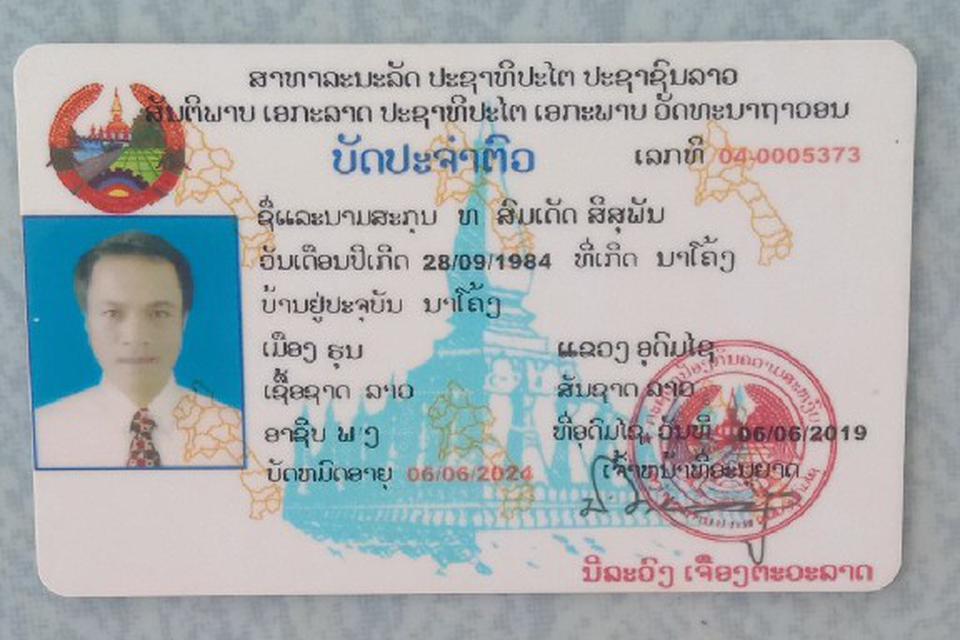 ສາທາລະນະລັດ ປະຊາທິປະໄຕ ປະຊາຊົນລາວ
ສັນຕິພາບ ເອກະລາດ ປະຊາທິປະໄຕ ເອກະພາບ ວັດທະນາຖາວອນ
ບັດປະຈຳຕົວ ເລກທີ 04-0005373
ຊື່ແລະນາມສະກຸນ ທ ສົມເດັດ ສີສຸພັນ
ວັນເດືອນປີເກີດ 28/09/1984 ທີ່ເກີດ ນາໂຄ້ງ
ບ້ານຢູ່ປະຈຸບັນ ນາໂຄ້ງ
ເມືອງ ຮຸນ ແຂວງ ອຸດົມໄຊ
ເຊື້ອຊາດ ລາວ ສັນຊາດ ລາວ
ອາຊີບ ພ/ງ ທີ່ອຸດົມໄຊ, ວັນທີ 06/06/2019
ບັດຫມົດອາຍຸ 06/06/2024 ເຈົ້າຫນ້າທີ່ອະນຸຍາດ
ນິລະວົງ ເຈືອງຕະວະລາດ